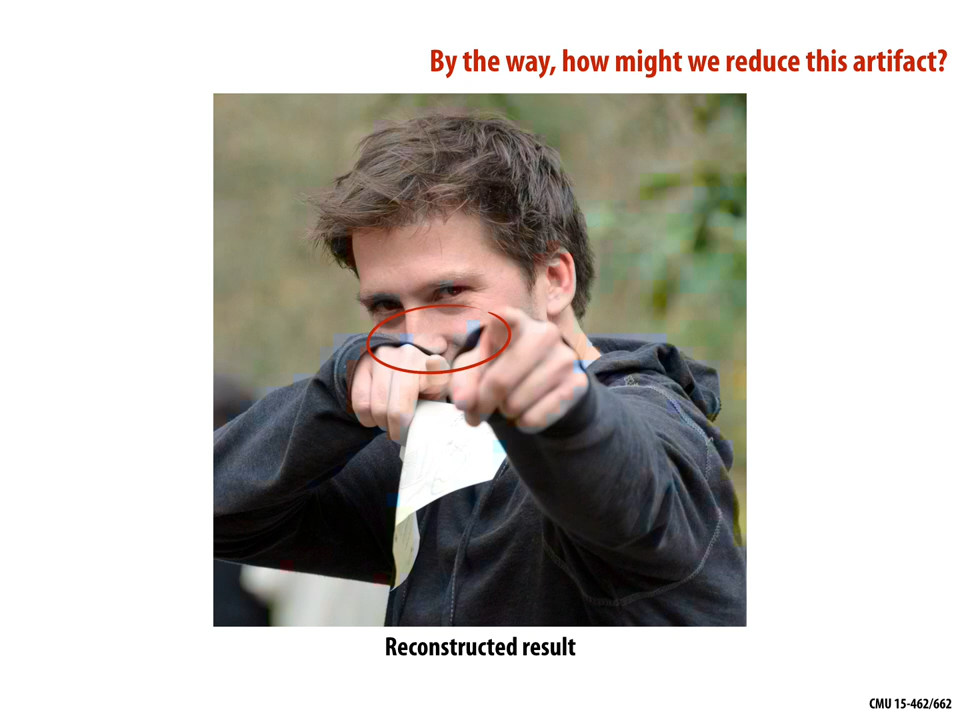 By the way, how might we reduce this artifact?
Reconstructed result
CMU 15-462/662